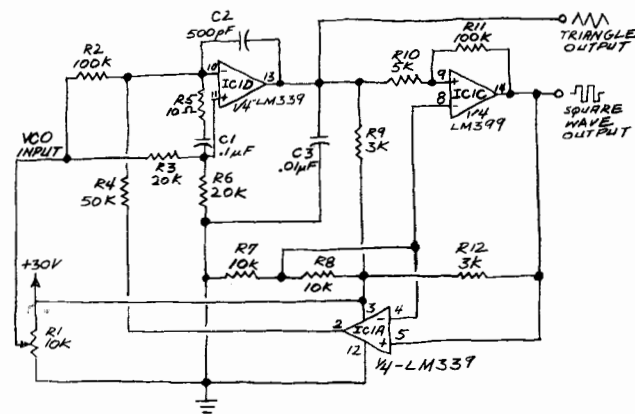 C2
500pF
R2
100K
10
-
IC1D
13
11
+
1/4-LM339
R5
10Ω
C1
.1µF
VCO
INPUT
R3
20K
R4
50K
R6
20K
C3
.01µF
R9
3K
R10
5K
R11
100K
9
+
IC1C
14
8
-
1/4
LM399
TRIANGLE
OUTPUT
SQUARE
WAVE
OUTPUT
R7
10K
R8
10K
R12
3K
+30V
R1
10K
2
3
4
-
IC1A
5
+
12
1/4-LM339